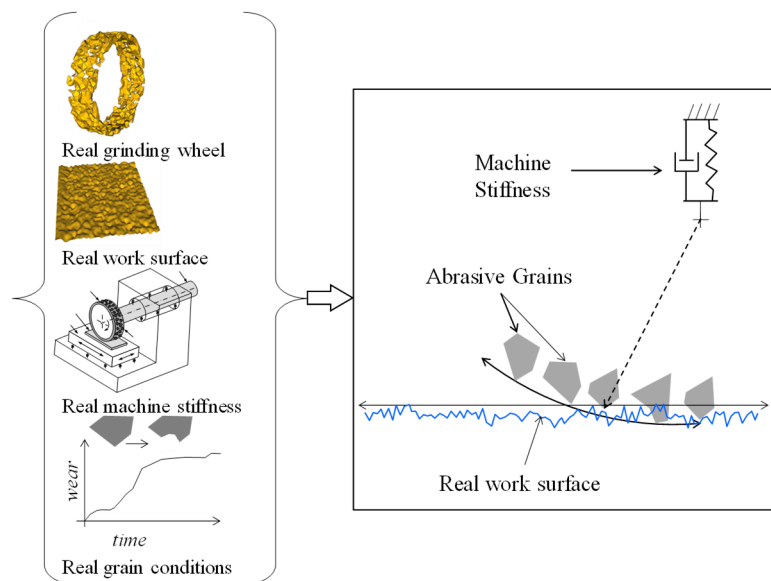 Real grinding wheel
Real work surface
Real machine stiffness
wear
time
Real grain conditions
Machine
Stiffness
Abrasive Grains
Real work surface